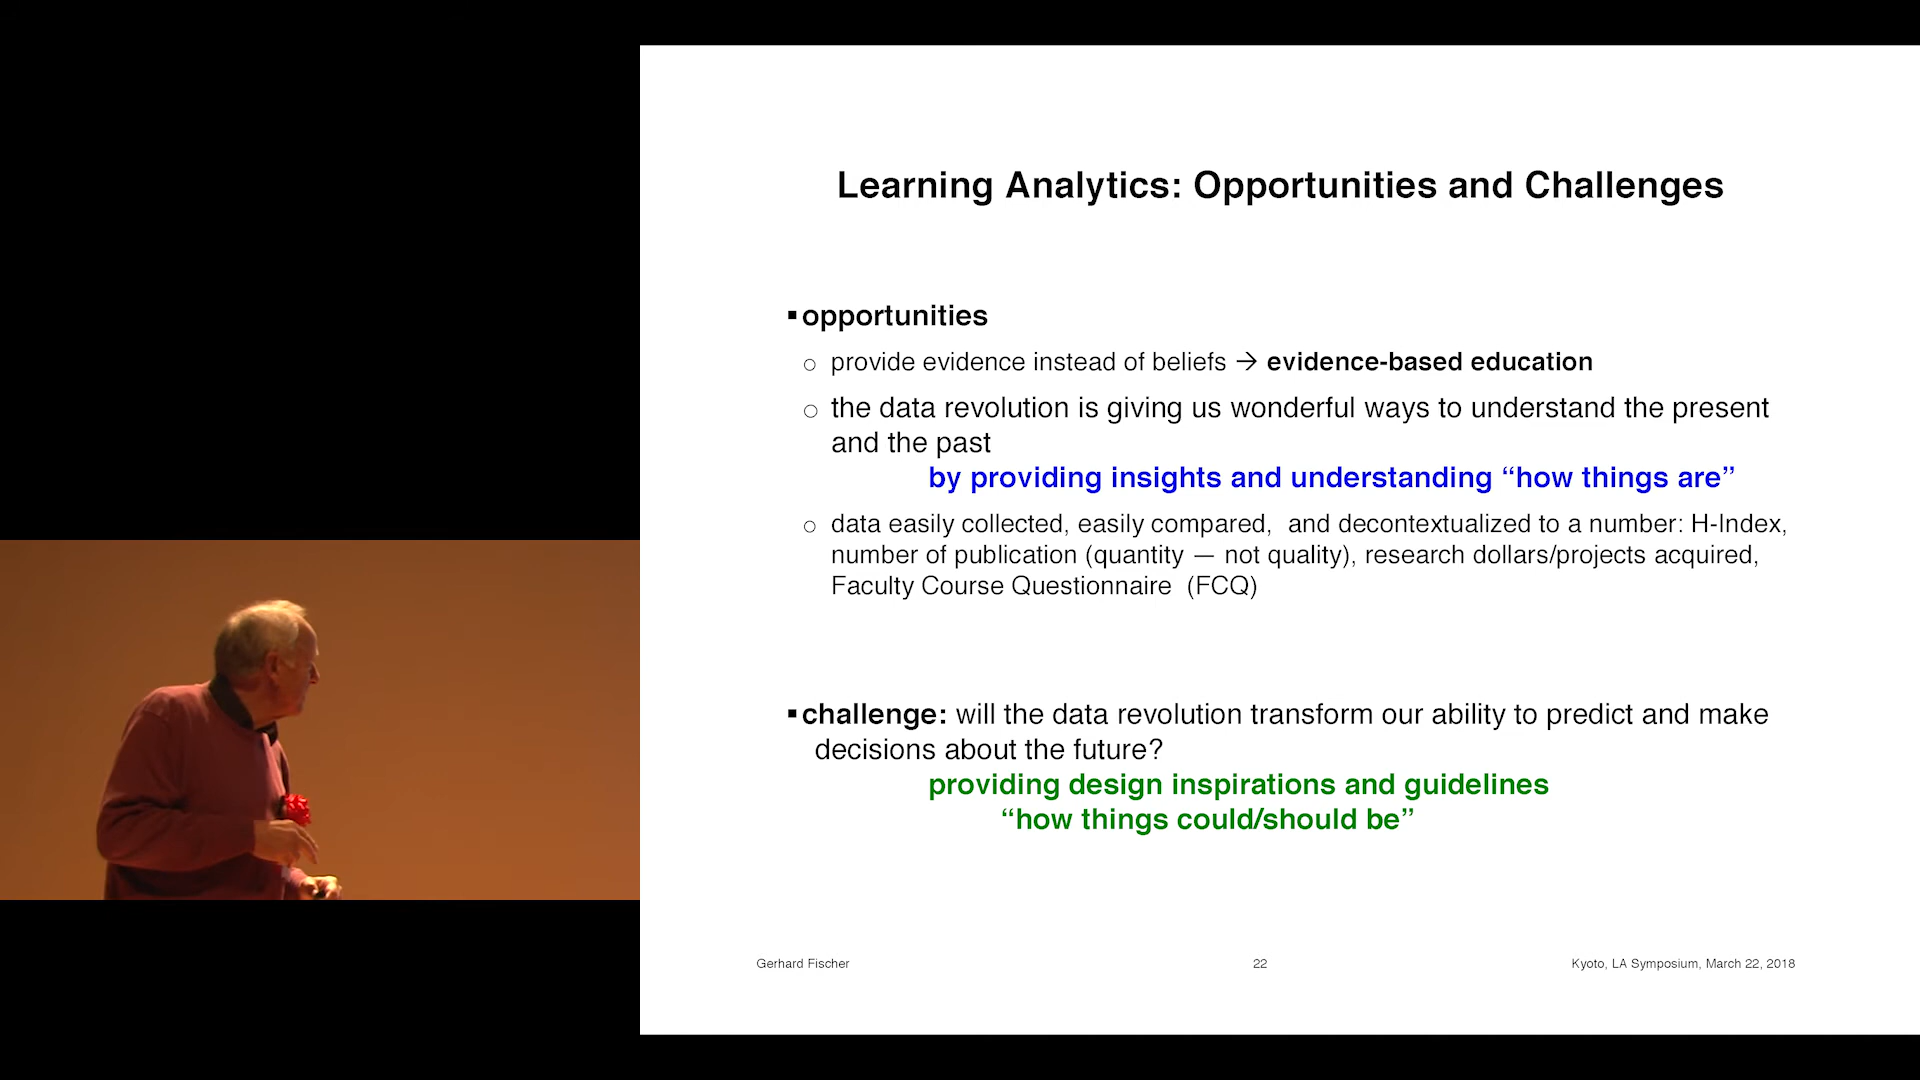 Learning Analytics: Opportunities and Challenges
▪ opportunities
○ provide evidence instead of beliefs → evidence-based education
○ the data revolution is giving us wonderful ways to understand the present
and the past
by providing insights and understanding “how things are”
○ data easily collected, easily compared,  and decontextualized to a number: H-Index,
number of publication (quantity — not quality), research dollars/projects acquired,
Faculty Course Questionnaire  (FCQ)
▪ challenge: will the data revolution transform our ability to predict and make
decisions about the future?
providing design inspirations and guidelines
“how things could/should be”
Gerhard Fischer
22
Kyoto, LA Symposium, March 22, 2018